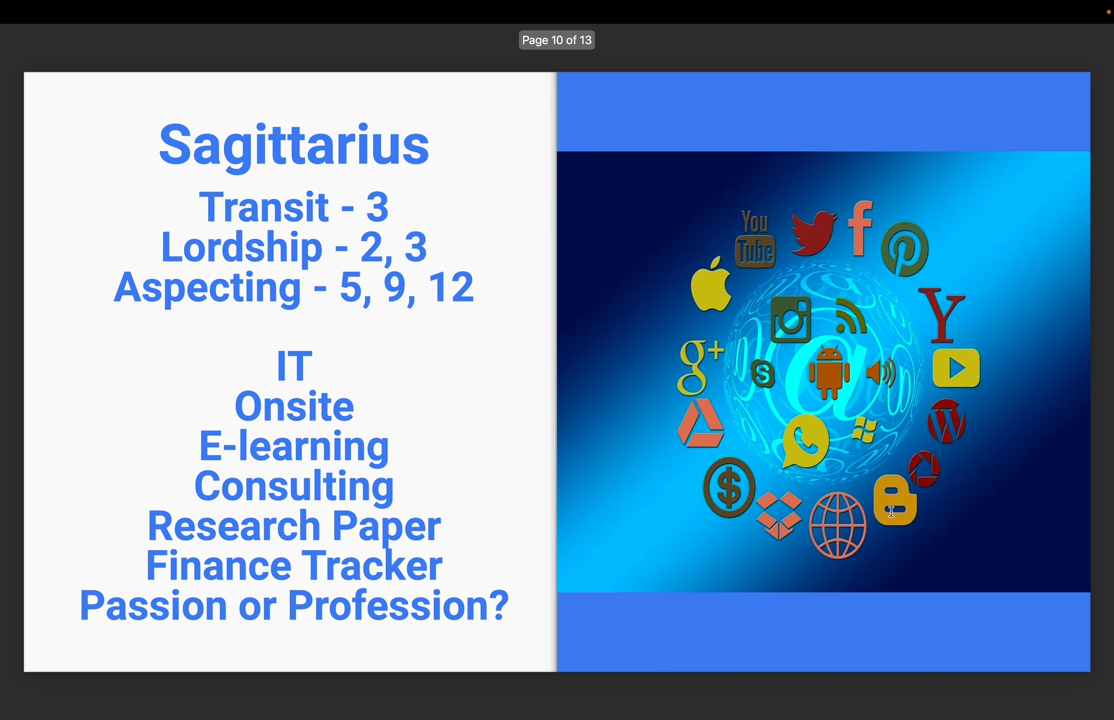 Page 10 of 13
Sagittarius
Transit - 3
Lordship - 2, 3
Aspecting - 5, 9, 12
IT
Onsite
E-learning
Consulting
Research Paper
Finance Tracker
Passion or Profession?
You
Tube
f
g+
Y
@
S
W
$